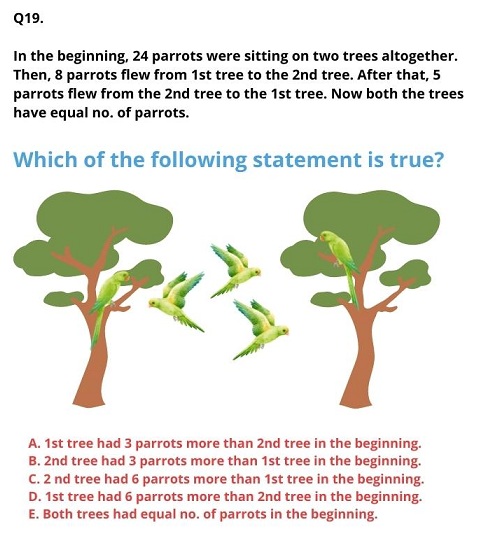 Q19.
In the beginning, 24 parrots were sitting on two trees altogether.
Then, 8 parrots flew from 1st tree to the 2nd tree. After that, 5
parrots flew from the 2nd tree to the 1st tree. Now both the trees
have equal no. of parrots.
Which of the following statement is true?
A. 1st tree had 3 parrots more than 2nd tree in the beginning.
B. 2nd tree had 3 parrots more than 1st tree in the beginning.
C. 2 nd tree had 6 parrots more than 1st tree in the beginning.
D. 1st tree had 6 parrots more than 2nd tree in the beginning.
E. Both trees had equal no. of parrots in the beginning.